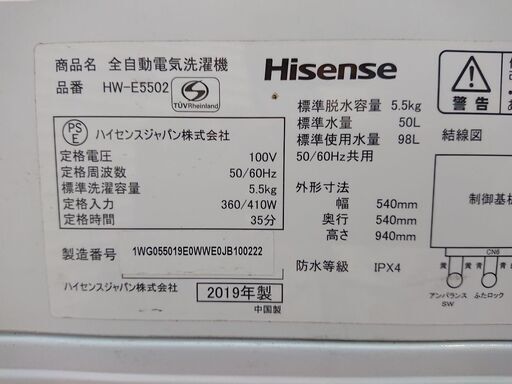 商品名 全自動電気洗濯機
品番 HW-E5502
TÜVRheinland
Hisense
PS
E
ハイセンスジャパン株式会社
定格電圧 100V
定格周波数 50/60Hz
標準洗濯容量 5.5kg
定格入力 360/410W
定格時間 35分
製造番号 1WG055019E0WWE0JB100222
ハイセンスジャパン株式会社
2019年製
中国製
標準脱水容量 5.5kg
標準水量 50L
標準使用水量 98L
50/60Hz共用
外形寸法
幅 540mm
奥行 540mm
高さ 940mm
防水等級 IPX4
警告
結線図
制御基板
CN6
黄 黄 青 青
アンバランス
SW
ふたロック